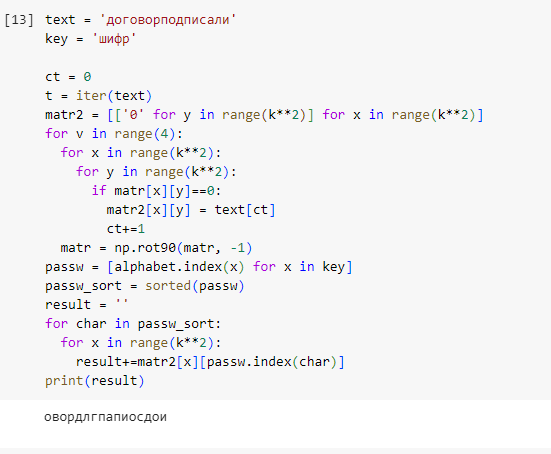 [13] text = 'договорподписали'
key = 'шифр'
ct = 0
t = iter(text)
matr2 = [['0' for y in range(k**2)] for x in range(k**2)]
for v in range(4):
  for x in range(k**2):
    for y in range(k**2):
      if matr[x][y]==0:
        matr2[x][y] = text[ct]
        ct+=1
  matr = np.rot90(matr, -1)
passw = [alphabet.index(x) for x in key]
passw_sort = sorted(passw)
result = ''
for char in passw_sort:
  for x in range(k**2):
    result+=matr2[x][passw.index(char)]
print(result)
овордлгпапиосдои